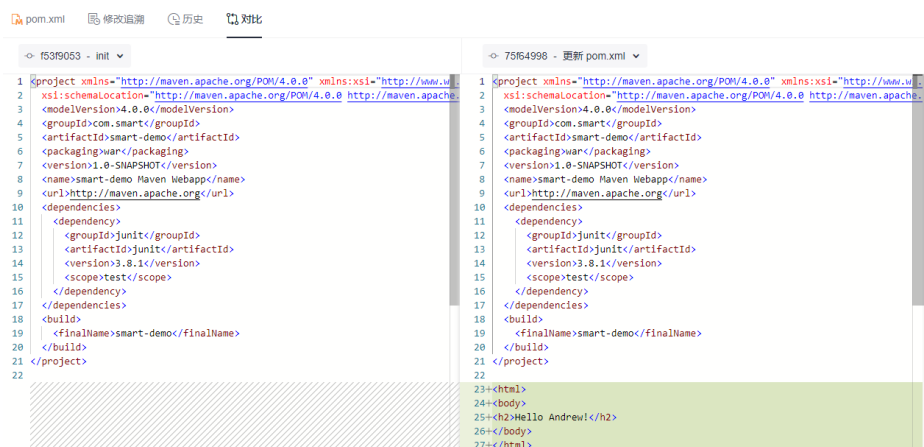 pom.xml 修改追溯 历史 对比
f53f9053 - init
1 <project xmlns="http://maven.apache.org/POM/4.0.0" xmlns:xsi="http://www.w
2 xsi:schemaLocation="http://maven.apache.org/POM/4.0.0 http://maven.apache.
3 <modelVersion>4.0.0</modelVersion>
4 <groupId>com.smart</groupId>
5 <artifactId>smart-demo</artifactId>
6 <packaging>war</packaging>
7 <version>1.0-SNAPSHOT</version>
8 <name>smart-demo Maven Webapp</name>
9 <url>http://maven.apache.org</url>
10 <dependencies>
11 <dependency>
12 <groupId>junit</groupId>
13 <artifactId>junit</artifactId>
14 <version>3.8.1</version>
15 <scope>test</scope>
16 </dependency>
17 </dependencies>
18 <build>
19 <finalName>smart-demo</finalName>
20 </build>
21 </project>
22
75f64998 - 更新 pom.xml
1 <project xmlns="http://maven.apache.org/POM/4.0.0" xmlns:xsi="http://www.w
2 xsi:schemaLocation="http://maven.apache.org/POM/4.0.0 http://maven.apache.
3 <modelVersion>4.0.0</modelVersion>
4 <groupId>com.smart</groupId>
5 <artifactId>smart-demo</artifactId>
6 <packaging>war</packaging>
7 <version>1.0-SNAPSHOT</version>
8 <name>smart-demo Maven Webapp</name>
9 <url>http://maven.apache.org</url>
10 <dependencies>
11 <dependency>
12 <groupId>junit</groupId>
13 <artifactId>junit</artifactId>
14 <version>3.8.1</version>
15 <scope>test</scope>
16 </dependency>
17 </dependencies>
18 <build>
19 <finalName>smart-demo</finalName>
20 </build>
21 </project>
22
23+<html>
24+<body>
25+<h2>Hello Andrew!</h2>
26+</body>
27+</html>